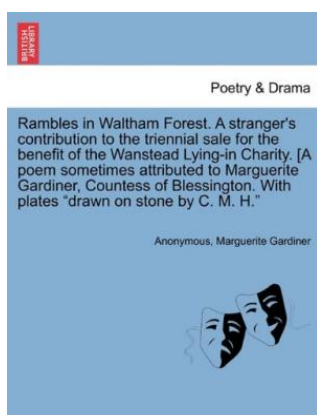 BRITISH
LIBRARY
Poetry & Drama
Rambles in Waltham Forest. A stranger's
contribution to the triennial sale for the
benefit of the Wanstead Lying-in Charity. [A
poem sometimes attributed to Marguerite
Gardiner, Countess of Blessington. With
plates “drawn on stone by C. M. H.”
Anonymous, Marguerite Gardiner